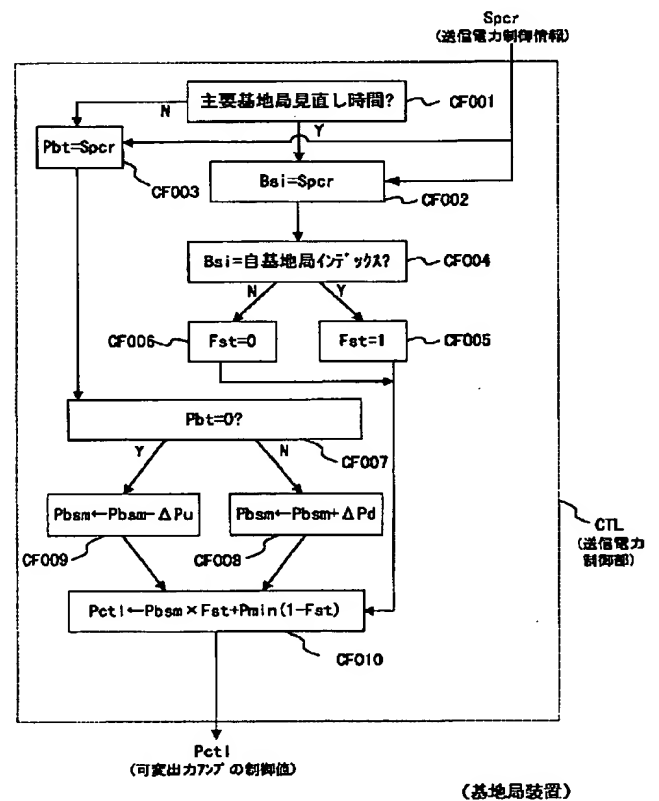 Spcr
(送信電力制御情報)
主要基地局見直し時間?
CF001
N
Y
Pbt=Spcr
CF003
Bsi=Spcr
CF002
Bsi=自基地局インデックス?
CF004
N
Y
CF006
Fst=0
Fst=1
CF005
Pbt=0?
CF007
Y
N
Pbsm←Pbsm-ΔPu
Pbsm←Pbsm+ΔPd
CF009
CF008
CTL
(送信電力
制御部)
Pctl←Pbsm×Fst+Pmin(1-Fst)
CF010
Pctl
(可変出力アンプの制御値)
(基地局装置)